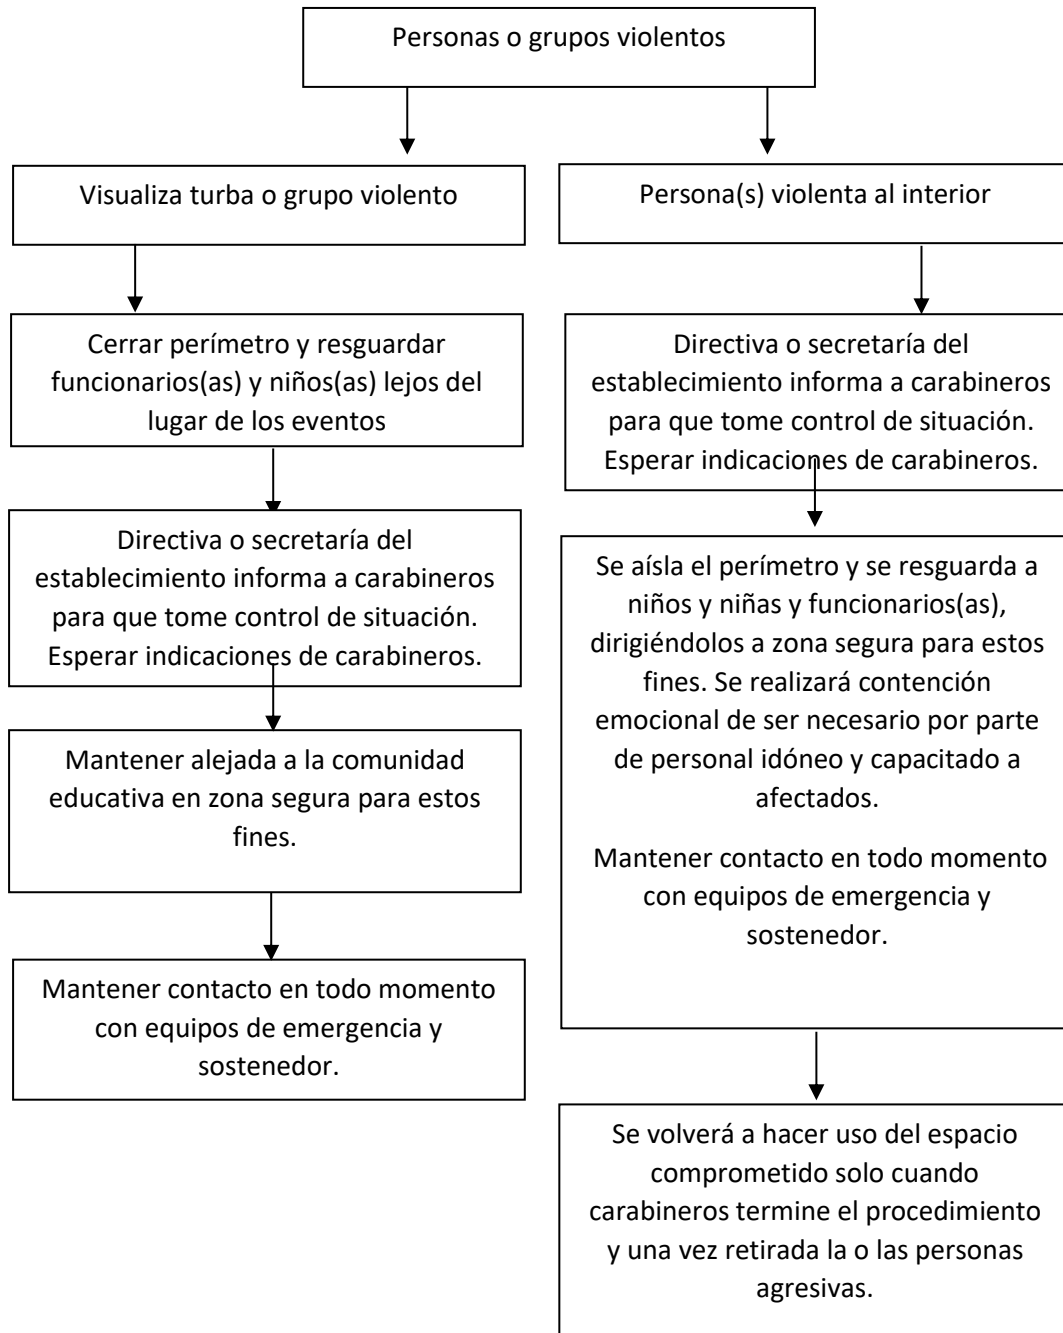 Personas o grupos violentos
Visualiza turba o grupo violento
Cerrar perímetro y resguardar
funcionarios(as) y niños(as) lejos del
lugar de los eventos
Directiva o secretaría del
establecimiento informa a carabineros
para que tome control de situación.
Esperar indicaciones de carabineros.
Mantener alejada a la comunidad
educativa en zona segura para estos
fines.
Mantener contacto en todo momento
con equipos de emergencia y
sostenedor.
Persona(s) violenta al interior
Directiva o secretaría del
establecimiento informa a carabineros
para que tome control de situación.
Esperar indicaciones de carabineros.
Se aísla el perímetro y se resguarda a
niños y niñas y funcionarios(as),
dirigiéndolos a zona segura para estos
fines. Se realizará contención
emocional de ser necesario por parte
de personal idóneo y capacitado a
afectados.
Mantener contacto en todo momento
con equipos de emergencia y
sostenedor.
Se volverá a hacer uso del espacio
comprometido solo cuando
carabineros termine el procedimiento
y una vez retirada la o las personas
agresivas.